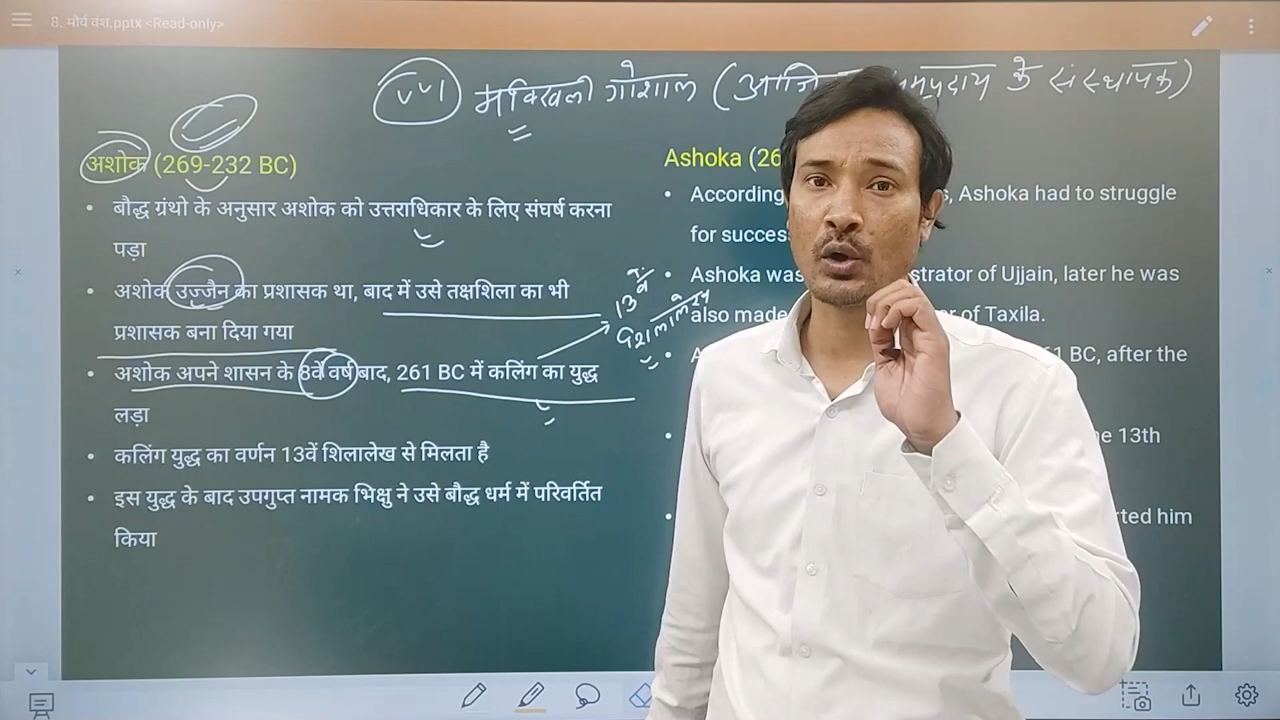 8. मौर्य वंश.pptx <Read-only>
VVI मक्खिली गोशाल (आजि सम्प्रदाय के संस्थापक)
अशोक (269-232 BC)
बौद्ध ग्रंथो के अनुसार अशोक को उत्तराधिकार के लिए संघर्ष करना
पड़ा
अशोक उज्जैन का प्रशासक था, बाद में उसे तक्षशिला का भी
प्रशासक बना दिया गया
अशोक अपने शासन के 8वें वर्ष बाद, 261 BC में कलिंग का युद्ध
लड़ा
13 वें
कलिंग युद्ध का वर्णन 13वें शिलालेख से मिलता है
इस युद्ध के बाद उपगुप्त नामक भिक्षु ने उसे बौद्ध धर्म में परिवर्तित
किया
Ashoka (26
According s, Ashoka had to struggle
for succes
Ashoka was strator of Ujjain, later he was
also made r of Taxila.
A 61 BC, after the
he 13th
rted him